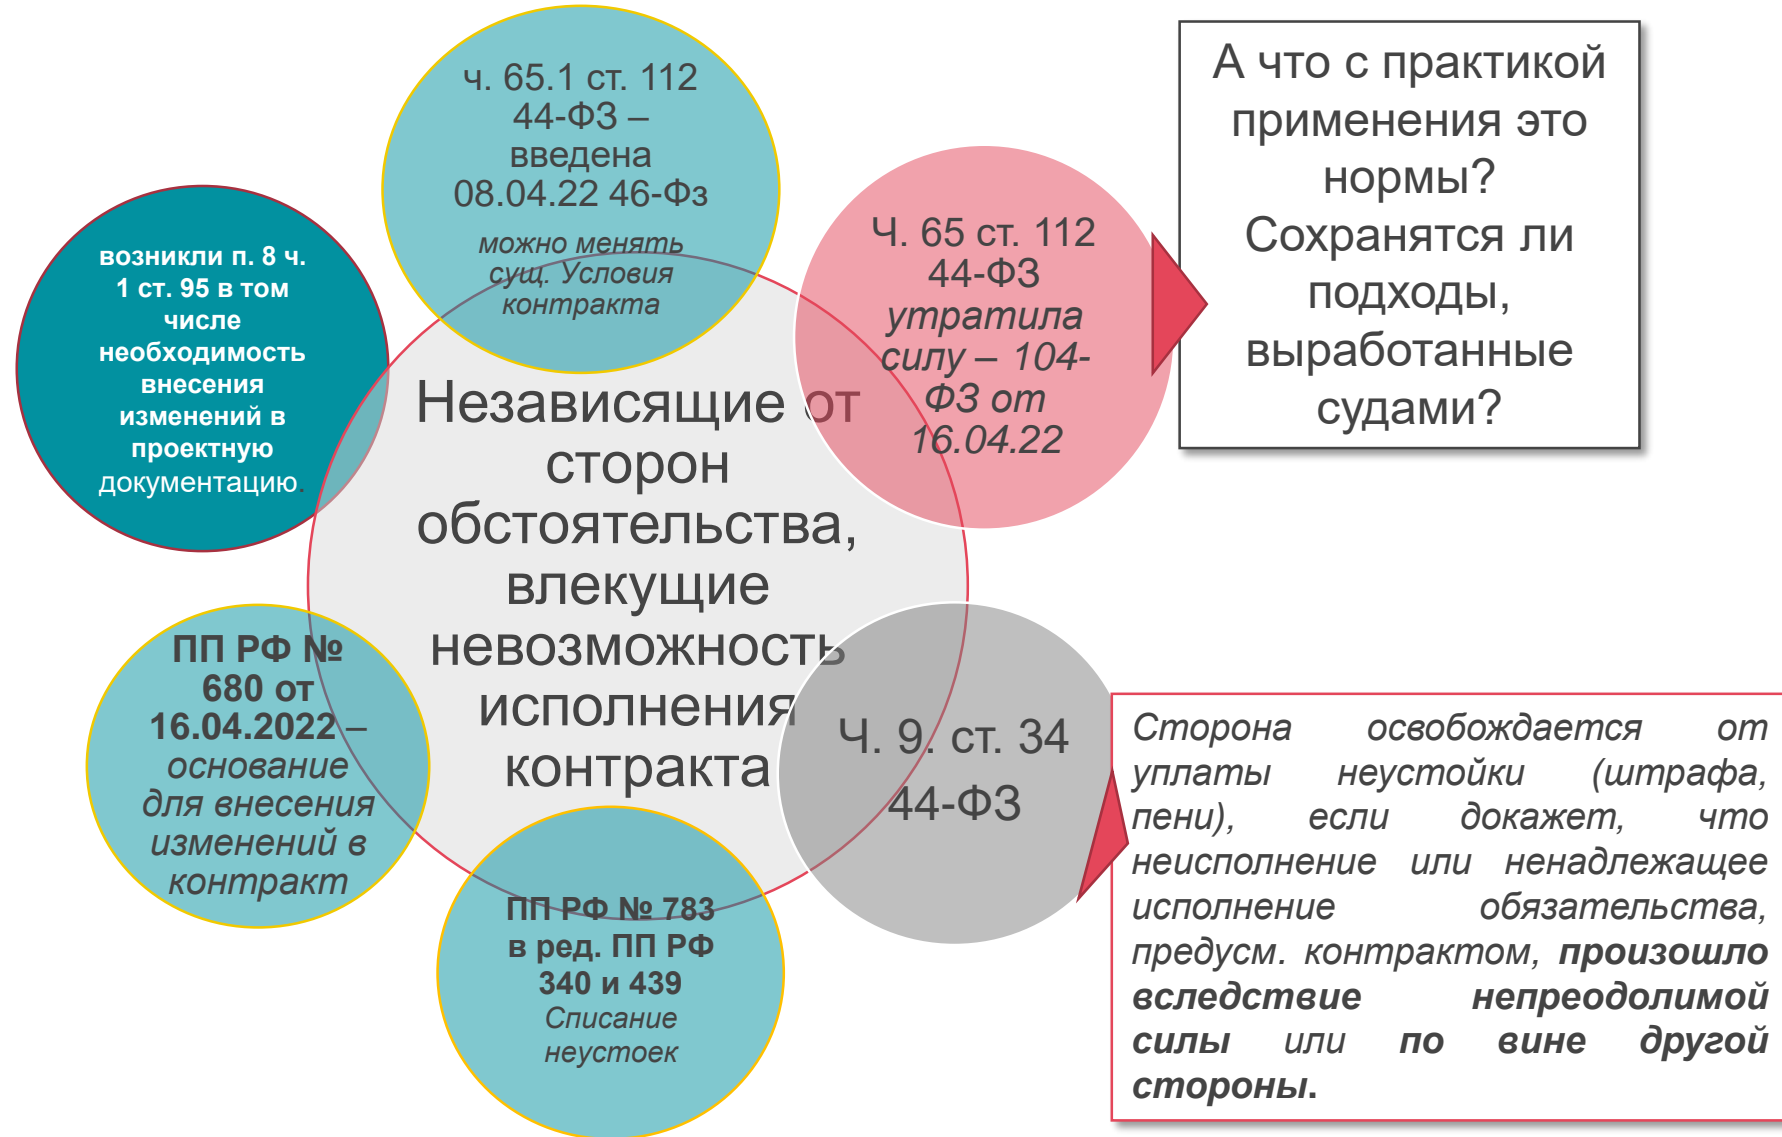 ч. 65.1 ст. 112
44-ФЗ –
введена
08.04.22 46-Фз
можно менять
сущ. Условия
контракта
А что с практикой
применения это
нормы?
Сохранятся ли
подходы,
выработанные
судами?
Ч. 65 ст. 112
44-ФЗ
утратила
силу – 104-
ФЗ от
16.04.22
возникли п. 8 ч.
1 ст. 95 в том
числе
необходимость
внесения
изменений в
проектную
документацию.
Независящие от
сторон
обстоятельства,
влекущие
невозможность
исполнения
контракта
ПП РФ №
680 от
16.04.2022 –
основание
для внесения
изменений в
контракт
Ч. 9. ст. 34
44-ФЗ
Сторона освобождается от
уплаты неустойки (штрафа,
пени), если докажет, что
неисполнение или ненадлежащее
исполнение обязательства,
предусм. контрактом, произошло
вследствие непреодолимой
силы или по вине другой
стороны.
ПП РФ № 783
в ред. ПП РФ
340 и 439
Списание
неустоек